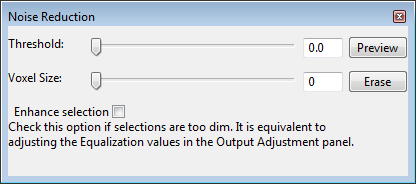 Noise Reduction
Threshold: 0.0 Preview
Voxel Size: 0 Erase
Enhance selection
Check this option if selections are too dim. It is equivalent to
adjusting the Equalization values in the Output Adjustment panel.